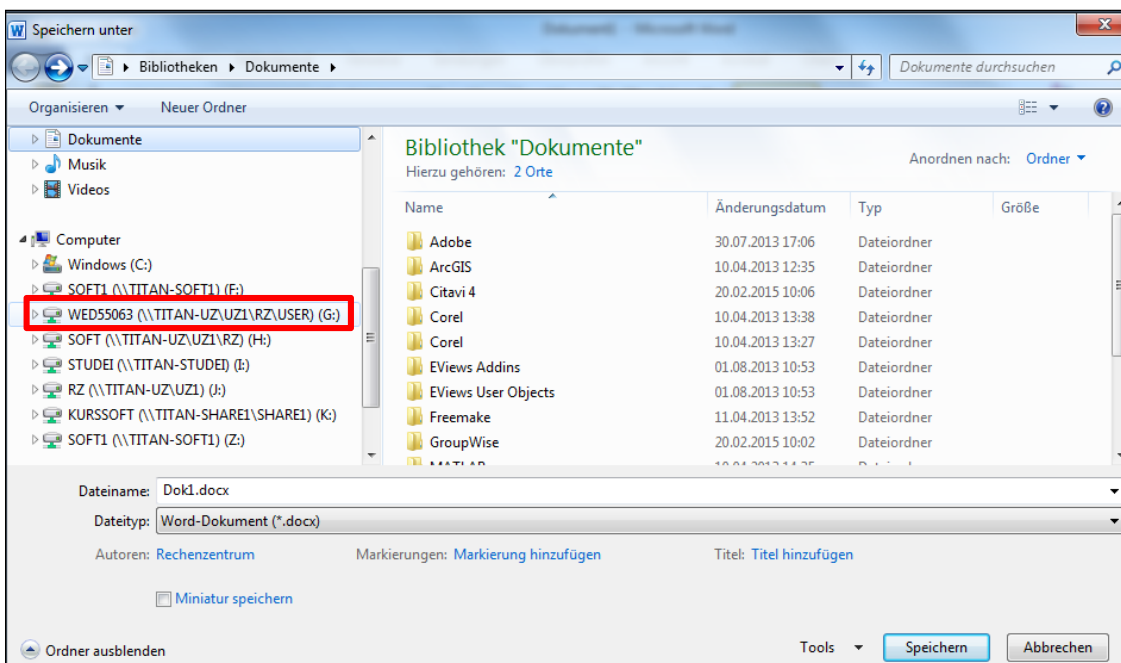 Speichern unter
Bibliotheken Dokumente
Dokumente durchsuchen
Organisieren Neuer Ordner
Dokumente
Musik
Videos
Computer
Windows (C:)
SOFT1 (\\TITAN-SOFT1) (F:)
WED55063 (\\TITAN-UZ\UZ1\RZ\USER) (G:)
SOFT (\\TITAN-UZ\UZ1\RZ) (H:)
STUDEI (\\TITAN-STUDEI) (I:)
RZ (\\TITAN-UZ\UZ1) (J:)
KURSSOFT (\\TITAN-SHARE1\SHARE1) (K:)
SOFT1 (\\TITAN-SOFT1) (Z:)
Bibliothek "Dokumente"
Hierzu gehören: 2 Orte
Anordnen nach: Ordner
Name Änderungsdatum Typ Größe
Adobe 30.07.2013 17:06 Dateiordner
ArcGIS 10.04.2013 12:35 Dateiordner
Citavi 4 20.02.2015 10:06 Dateiordner
Corel 10.04.2013 13:38 Dateiordner
Corel 10.04.2013 13:27 Dateiordner
EViews Addins 01.08.2013 10:53 Dateiordner
EViews User Objects 01.08.2013 10:53 Dateiordner
Freemake 11.04.2013 13:52 Dateiordner
GroupWise 20.02.2015 10:02 Dateiordner
MATLAB
Dateiname: Dok1.docx
Dateityp: Word-Dokument (*.docx)
Autoren: Rechenzentrum Markierungen: Markierung hinzufügen Titel: Titel hinzufügen
Miniatur speichern
Ordner ausblenden Tools Speichern Abbrechen